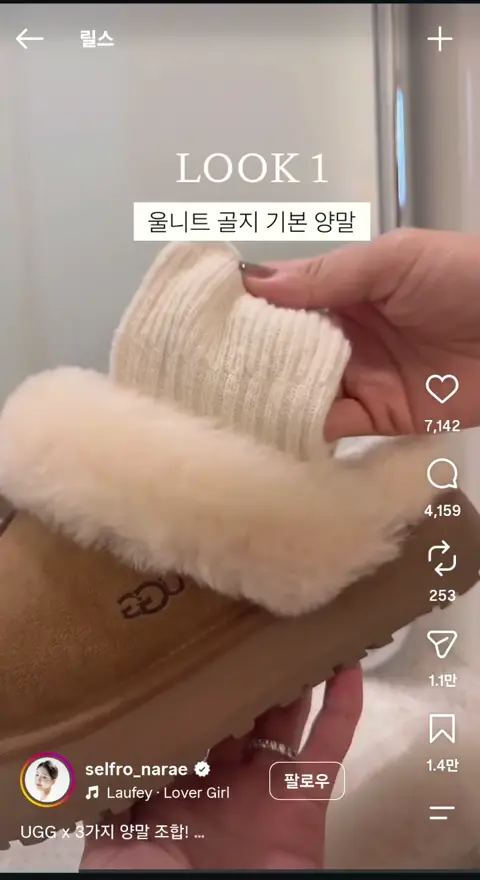 릴스
LOOK 1
울니트 골지 기본 양말
UGG
7,142
4,159
253
1.1만
1.4만
selfro_narae
팔로우
Laufey · Lover Girl
UGG x 3가지 양말 조합! ...